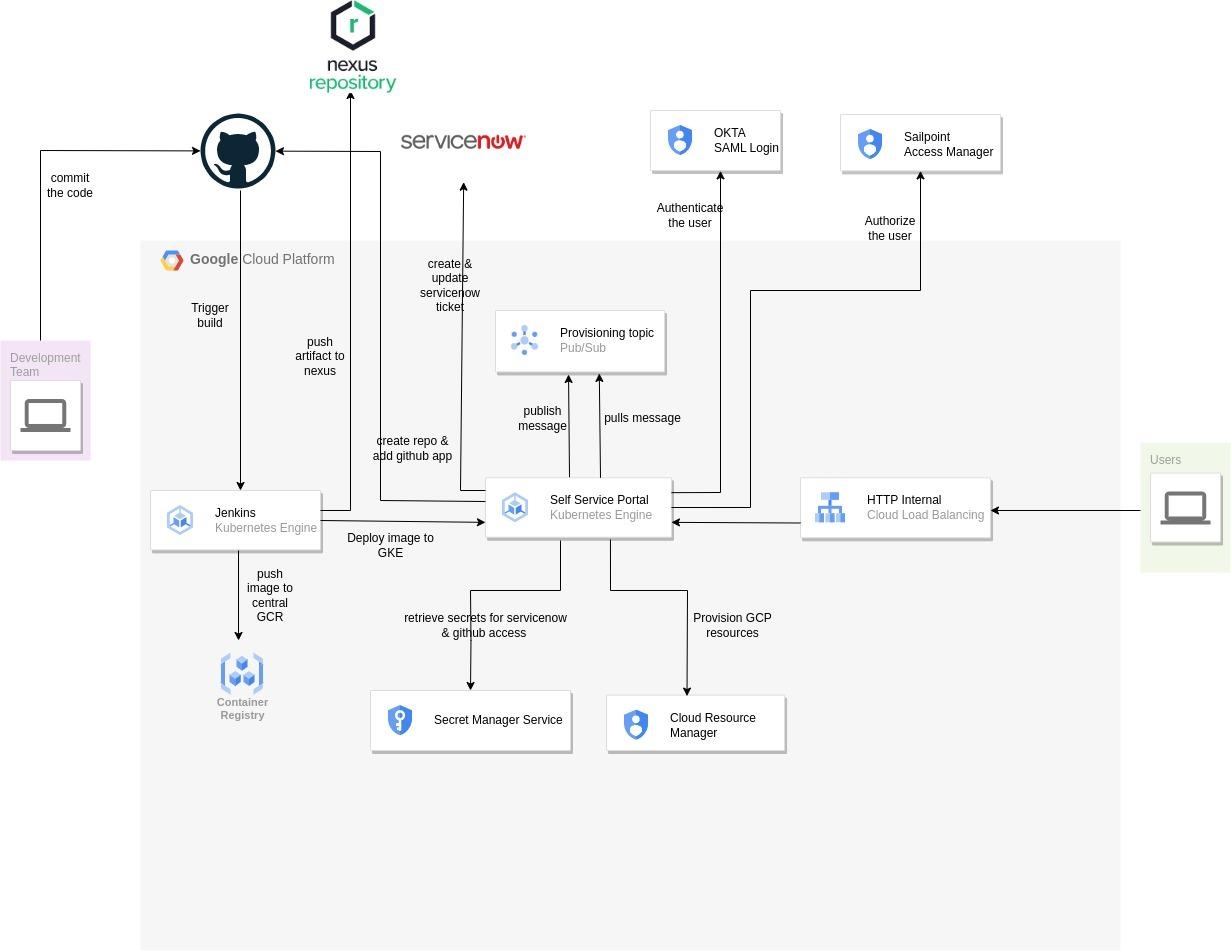 r
nexus
repository
servicenow
OKTA
SAML Login
Sailpoint
Access Manager
commit
the code
Authenticate
the user
Authorize
the user
Google Cloud Platform
create &
update
servicenow
ticket
Trigger
build
push
artifact to
nexus
Provisioning topic
Pub/Sub
Development
Team
publish
message
pulls message
create repo &
add github app
Users
Jenkins
Kubernetes Engine
Self Service Portal
Kubernetes Engine
HTTP Internal
Cloud Load Balancing
Deploy image to
GKE
push
image to
central
GCR
retrieve secrets for servicenow
& github access
Provision GCP
resources
Container
Registry
Secret Manager Service
Cloud Resource
Manager